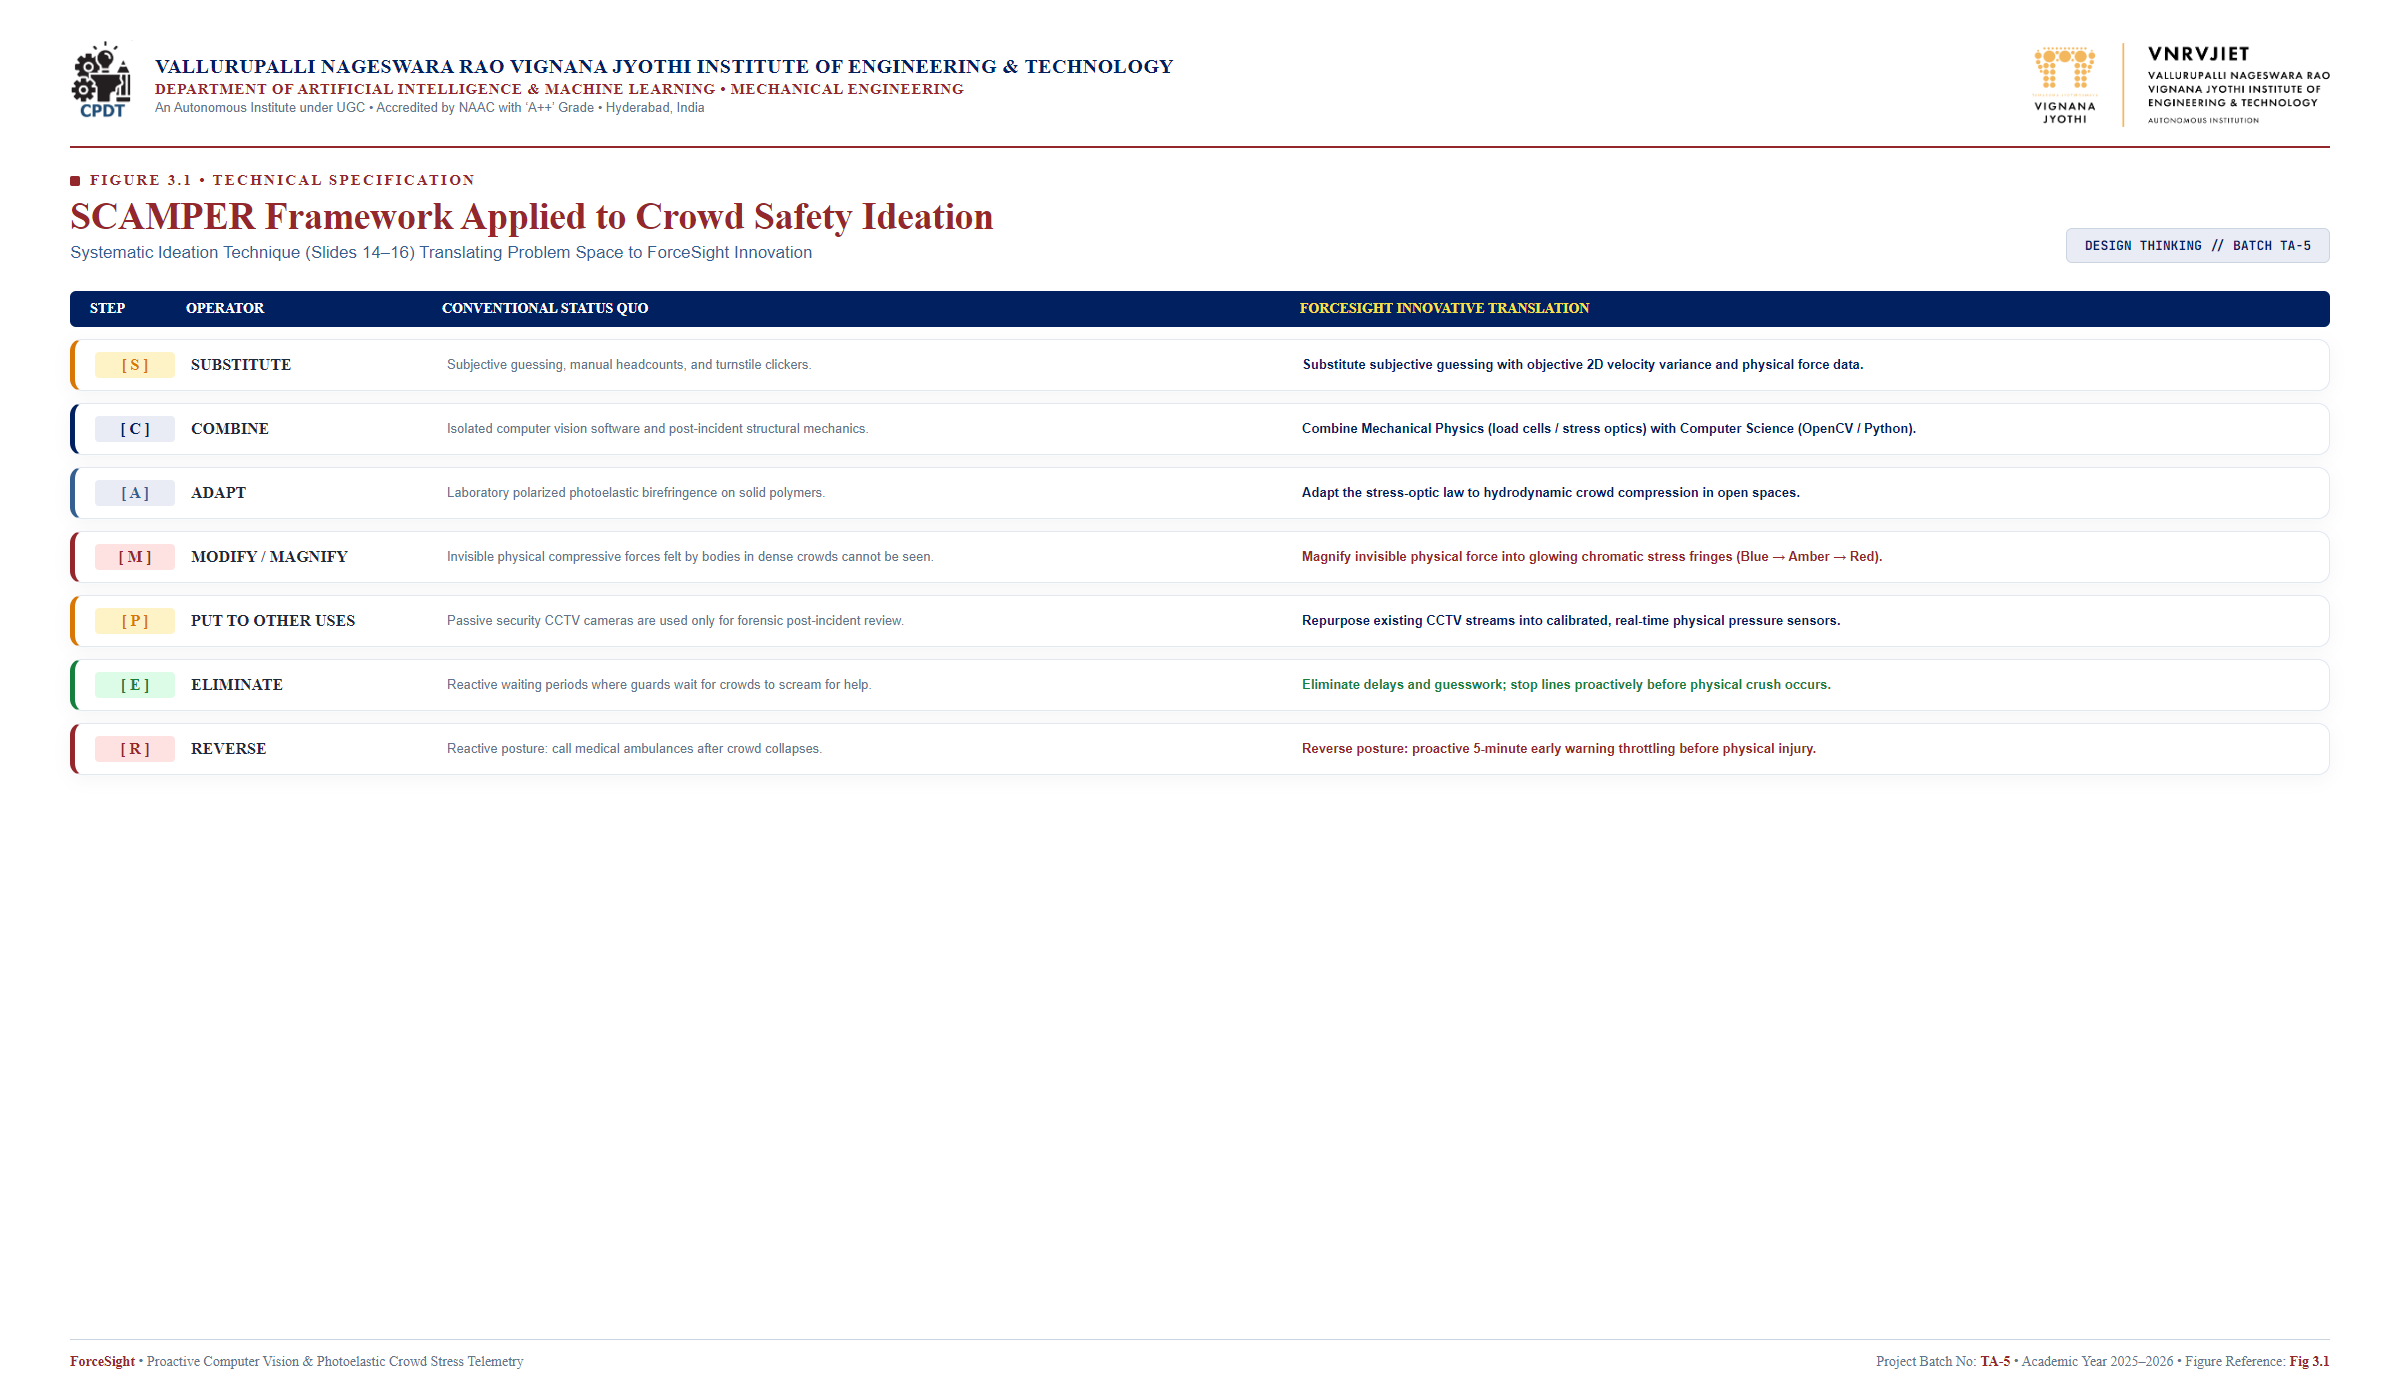 CPDT
VALLURUPALLI NAGESWARA RAO VIGNANA JYOTHI INSTITUTE OF ENGINEERING & TECHNOLOGY
DEPARTMENT OF ARTIFICIAL INTELLIGENCE & MACHINE LEARNING • MECHANICAL ENGINEERING
An Autonomous Institute under UGC • Accredited by NAAC with ‘A++’ Grade • Hyderabad, India
VIGNANA
JYOTHI
VNRVJIET
VALLURUPALLI NAGESWARA RAO
VIGNANA JYOTHI INSTITUTE OF
ENGINEERING & TECHNOLOGY
AUTONOMOUS INSTITUTION
FIGURE 3.1 • TECHNICAL SPECIFICATION
SCAMPER Framework Applied to Crowd Safety Ideation
Systematic Ideation Technique (Slides 14–16) Translating Problem Space to ForceSight Innovation
DESIGN THINKING // BATCH TA-5
STEP OPERATOR CONVENTIONAL STATUS QUO FORCESIGHT INNOVATIVE TRANSLATION
[ S ] SUBSTITUTE Subjective guessing, manual headcounts, and turnstile clickers. Substitute subjective guessing with objective 2D velocity variance and physical force data.
[ C ] COMBINE Isolated computer vision software and post-incident structural mechanics. Combine Mechanical Physics (load cells / stress optics) with Computer Science (OpenCV / Python).
[ A ] ADAPT Laboratory polarized photoelastic birefringence on solid polymers. Adapt the stress-optic law to hydrodynamic crowd compression in open spaces.
[ M ] MODIFY / MAGNIFY Invisible physical compressive forces felt by bodies in dense crowds cannot be seen. Magnify invisible physical force into glowing chromatic stress fringes (Blue → Amber → Red).
[ P ] PUT TO OTHER USES Passive security CCTV cameras are used only for forensic post-incident review. Repurpose existing CCTV streams into calibrated, real-time physical pressure sensors.
[ E ] ELIMINATE Reactive waiting periods where guards wait for crowds to scream for help. Eliminate delays and guesswork; stop lines proactively before physical crush occurs.
[ R ] REVERSE Reactive posture: call medical ambulances after crowd collapses. Reverse posture: proactive 5-minute early warning throttling before physical injury.
ForceSight • Proactive Computer Vision & Photoelastic Crowd Stress Telemetry
Project Batch No: TA-5 • Academic Year 2025–2026 • Figure Reference: Fig 3.1